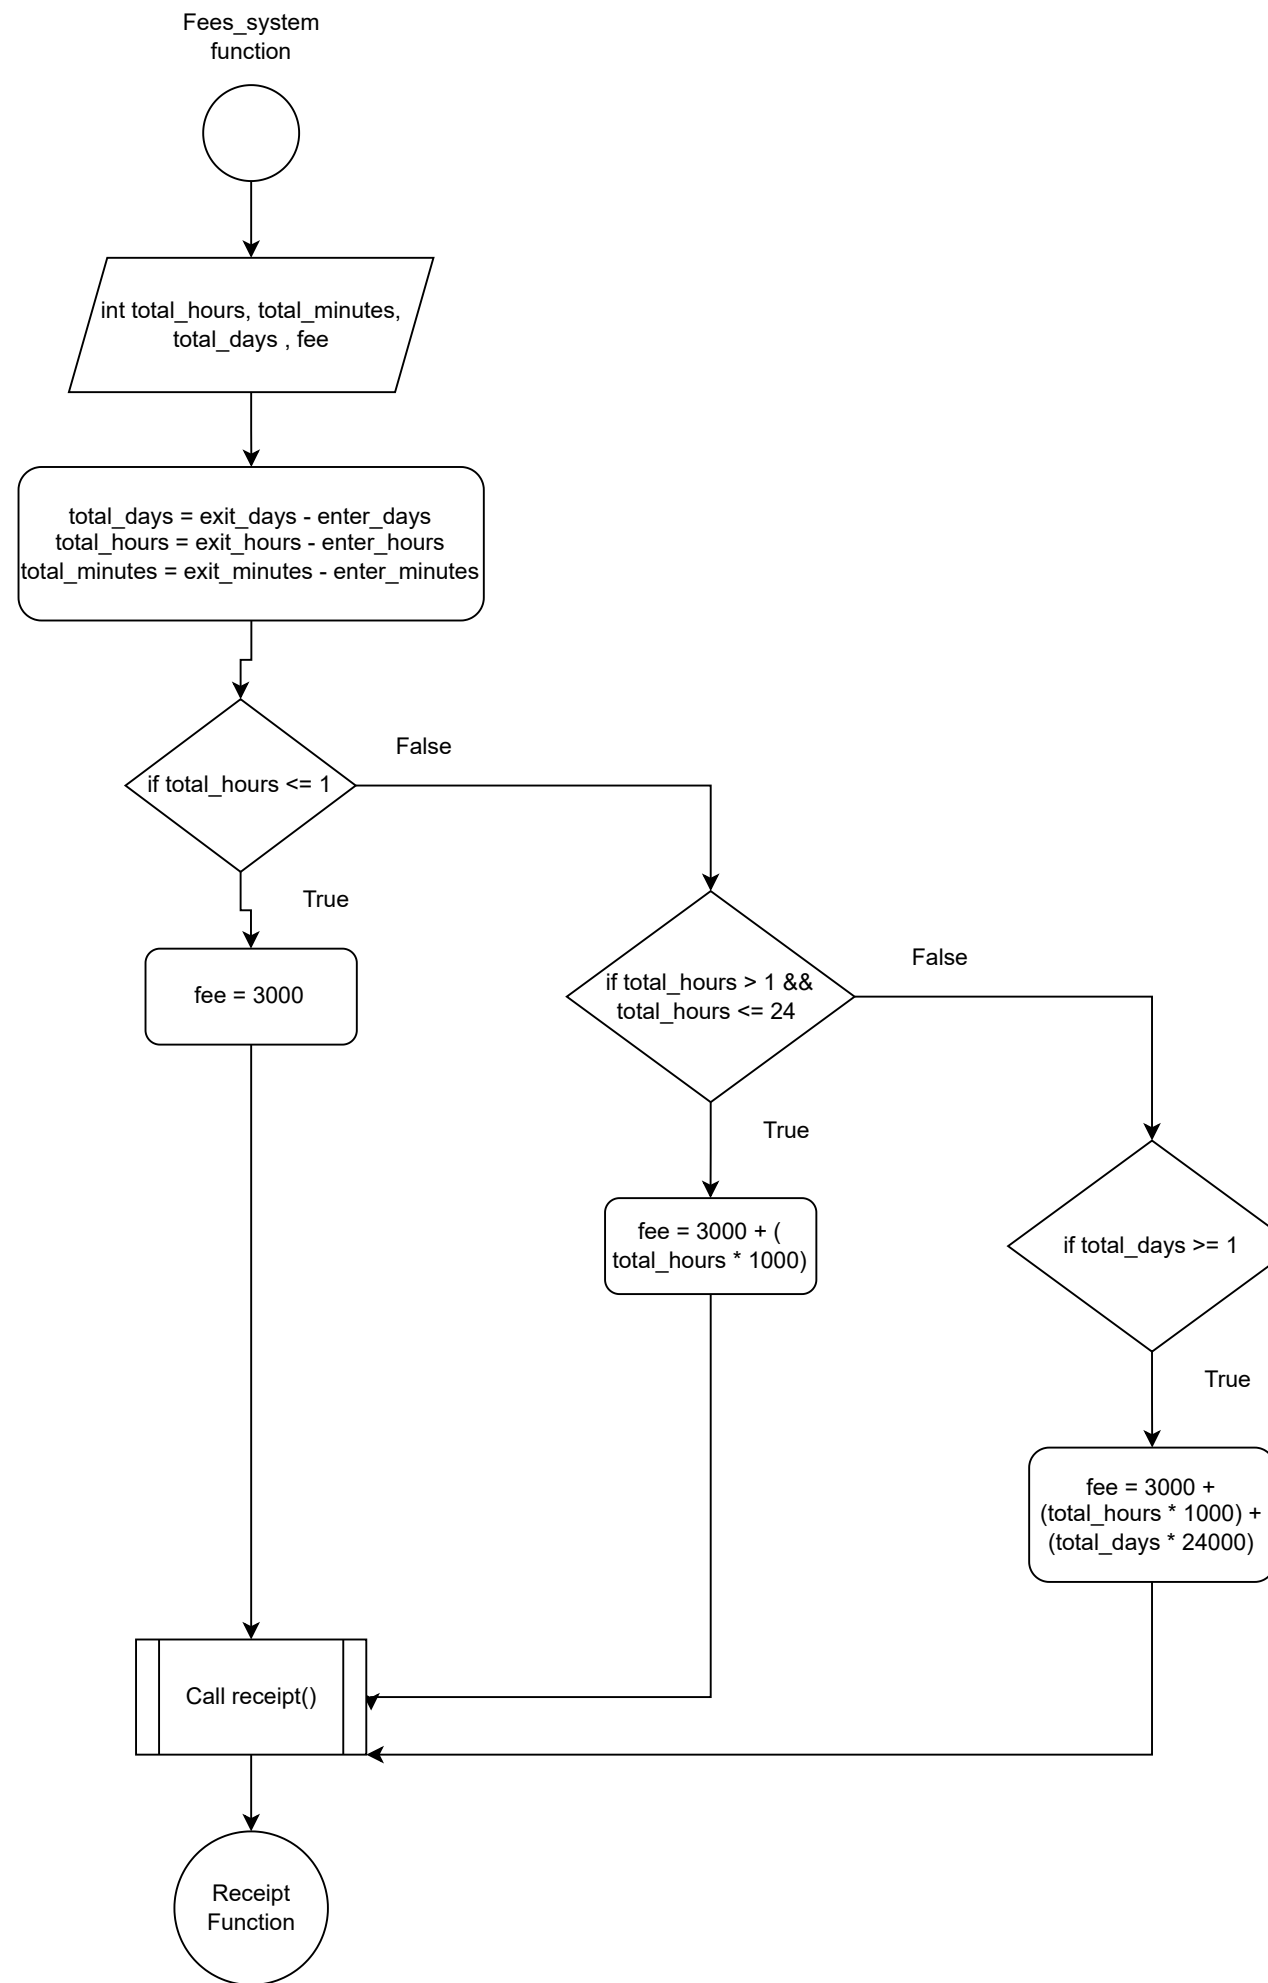 Fees_system
function
int total_hours, total_minutes,
total_days , fee
total_days = exit_days - enter_days
total_hours = exit_hours - enter_hours
total_minutes = exit_minutes - enter_minutes
if total_hours <= 1
False
True
fee = 3000
if total_hours > 1 &&
total_hours <= 24
False
True
fee = 3000 + (
total_hours * 1000)
if total_days >= 1
True
fee = 3000 +
(total_hours * 1000) +
(total_days * 24000)
Call receipt()
Receipt
Function